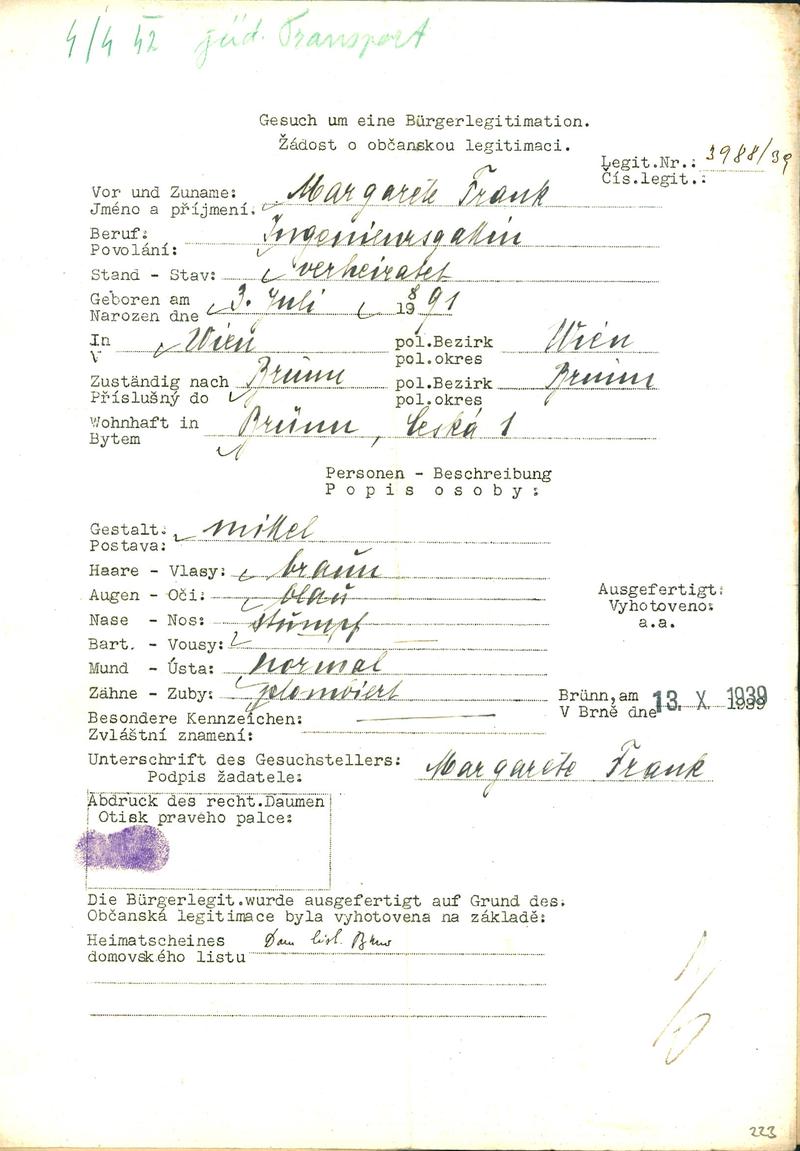 4/4 42 jüd. Transport
Gesuch um eine Bürgerlegitimation.
Žádost o občanskou legitimaci.
Legit.Nr.: 3988/39
Čís.legit.:
Vor und Zuname: Margarete Frank
Jméno a příjmení:
Beruf: Ingenieursgattin
Povolání:
Stand - Stav: verheiratet
Geboren am 3. Juli 1891
Narozen dne 19
In Wien pol.Bezirk Wien
V pol.okres
Zuständig nach Brünn pol.Bezirk Brünn
Příslušný do pol.okres
Wohnhaft in Brünn, Česká 1
Bytem
Personen - Beschreibung
Popis osoby:
Gestalt: mittel
Postava:
Haare - Vlasy: braun
Augen - Oči: blau
Nase - Nos: stumpf
Bart. - Vousy: —
Mund - Ústa: normal
Zähne - Zuby: plombiert
Ausgefertigt:
Vyhotoveno:
a.a.
Brünn, am 13. X. 1939
V Brně dne
Besondere Kennzeichen: —
Zvláštní znamení:
Unterschrift des Gesuchstellers: Margarete Frank
Podpis žadatele:
Abdruck des recht.Daumen
Otisk pravého palce:
Die Bürgerlegit.wurde ausgefertigt auf Grund des:
Občanská legitimace byla vyhotovena na základě:
Heimatscheines Dom list. Brno
domovského listu
223